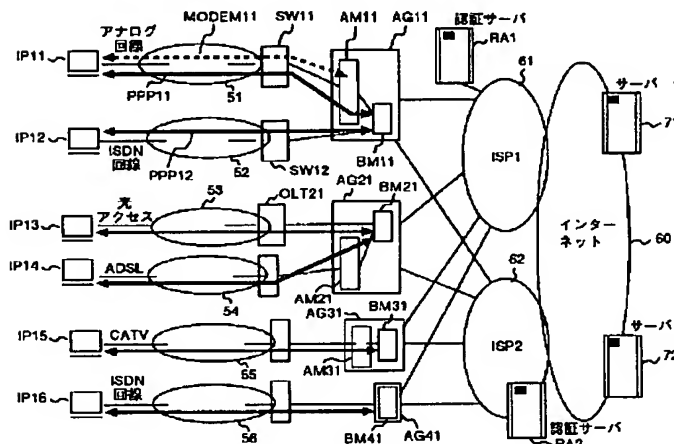 MODEM11
SW11
AM11
AG11
認証サーバ
RA1
アナログ
回線
IP11
PPP11
51
61
サーバ
71
IP12
ISDN
回線
PPP12
52
SW12
BM11
ISP1
53
OLT21
AG21
BM21
光
アクセス
IP13
インター
ネット
60
IP14
ADSL
54
AM21
62
AG31
BM31
サーバ
IP15
CATV
55
AM31
ISP2
72
IP16
ISDN
回線
56
BM41
AG41
認証サーバ
RA2